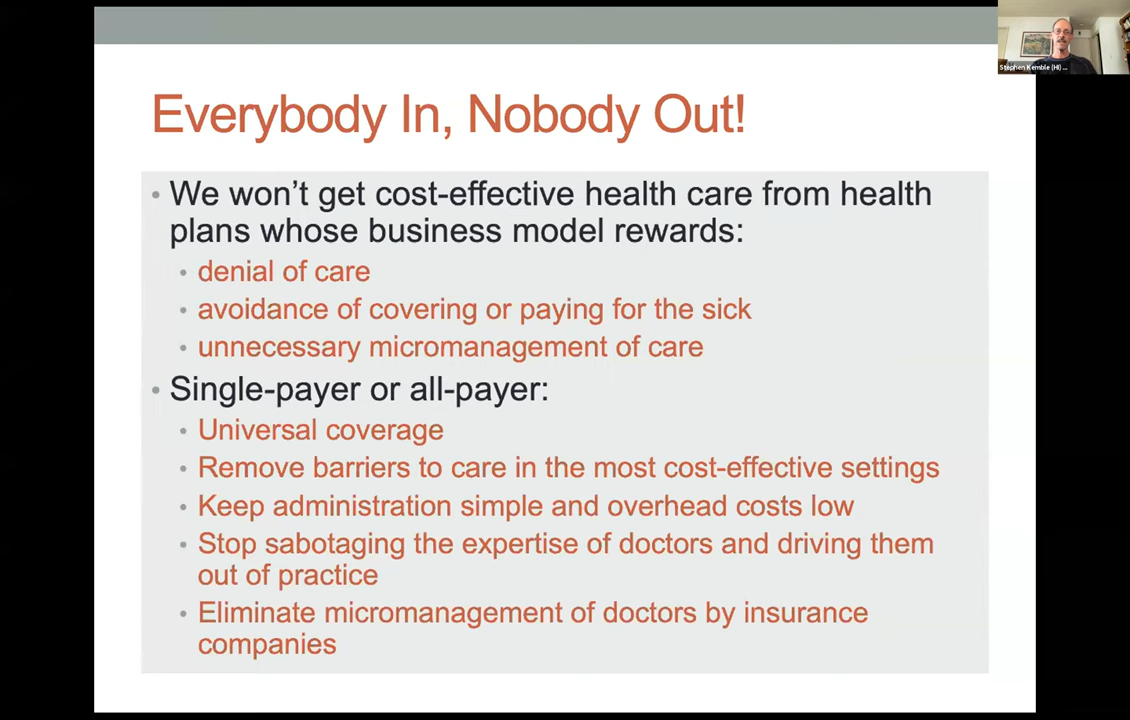 Everybody In, Nobody Out!
• We won’t get cost-effective health care from health
plans whose business model rewards:
• denial of care
• avoidance of covering or paying for the sick
• unnecessary micromanagement of care
• Single-payer or all-payer:
• Universal coverage
• Remove barriers to care in the most cost-effective settings
• Keep administration simple and overhead costs low
• Stop sabotaging the expertise of doctors and driving them
out of practice
• Eliminate micromanagement of doctors by insurance
companies
Stephen Kemble (HI) ...